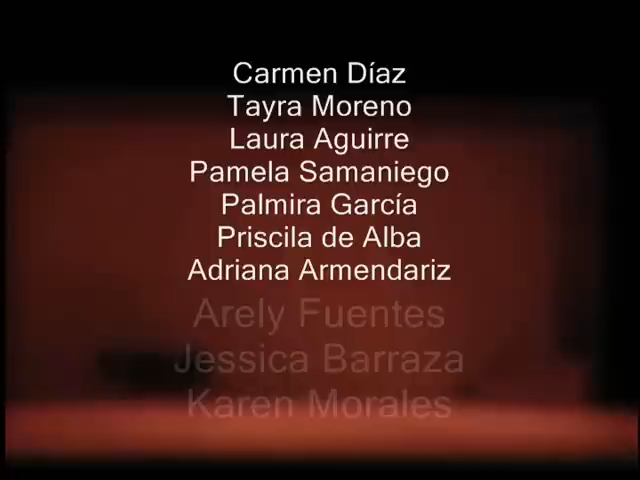 Carmen Díaz
Tayra Moreno
Laura Aguirre
Pamela Samaniego
Palmira García
Priscila de Alba
Adriana Armendariz
Arely Fuentes
Jessica Barraza
Karen Morales